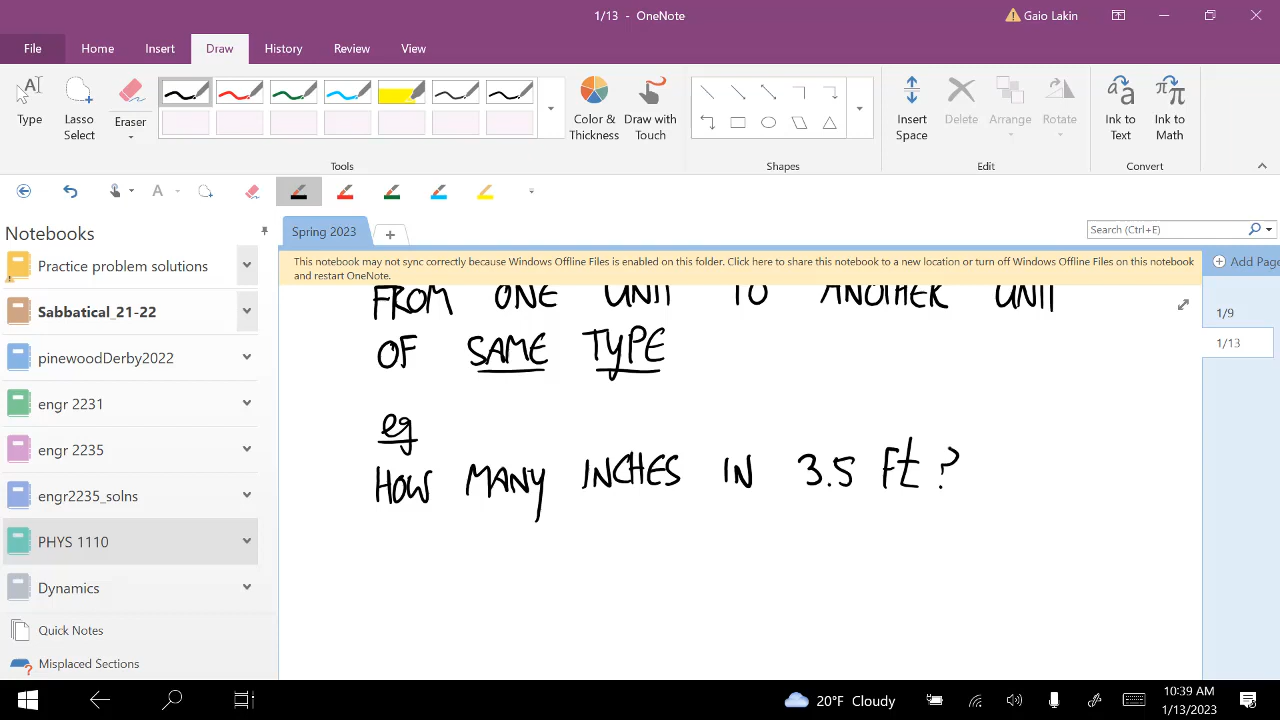 1/13 - OneNote
Gaio Lakin
File Home Insert Draw History Review View
Type
Lasso Select
Eraser
Color & Thickness
Draw with Touch
Insert Space
Delete
Arrange
Rotate
Ink to Text
Ink to Math
Tools
Shapes
Edit
Convert
A
Notebooks
Spring 2023
Search (Ctrl+E)
This notebook may not sync correctly because Windows Offline Files is enabled on this folder. Click here to share this notebook to a new location or turn off Windows Offline Files on this notebook
and restart OneNote.
Add Page
1/9
1/13
Practice problem solutions
Sabbatical_21-22
pinewoodDerby2022
engr 2231
engr 2235
engr2235_solns
PHYS 1110
Dynamics
Quick Notes
Misplaced Sections
FROM ONE UNIT TO ANOTHER UNIT
OF SAME TYPE
eg
HOW MANY INCHES IN 3.5 Ft ?
20°F Cloudy
10:39 AM
1/13/2023